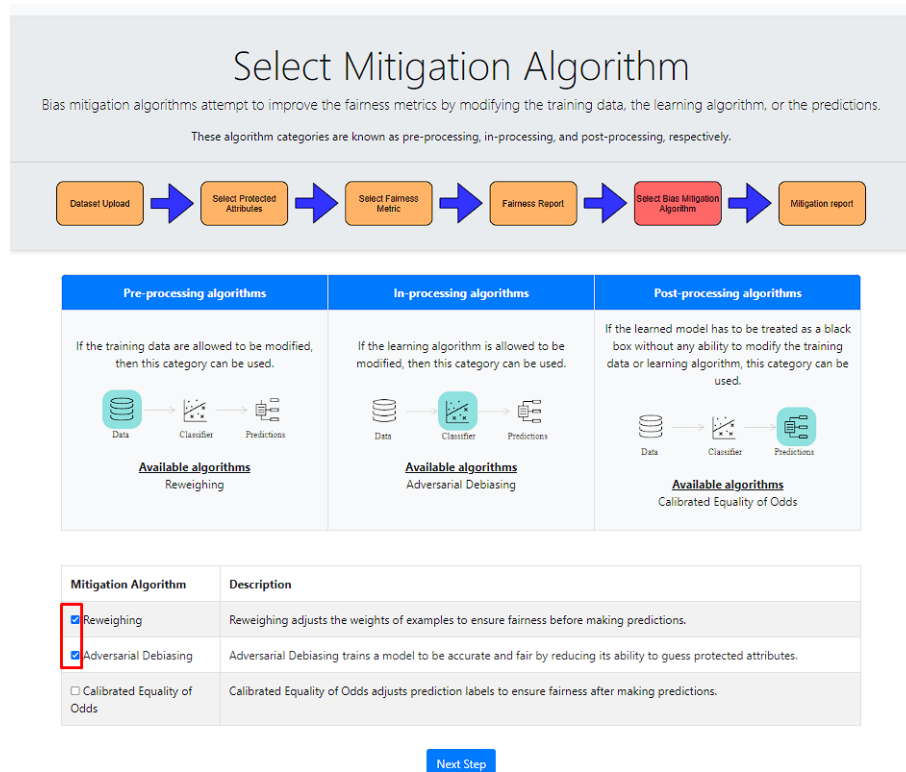 Select Mitigation Algorithm
Bias mitigation algorithms attempt to improve the fairness metrics by modifying the training data, the learning algorithm, or the predictions.
These algorithm categories are known as pre-processing, in-processing, and post-processing, respectively.
Dataset Upload
Select Protected
Attributes
Select Fairness
Metric
Fairness Report
Select Bias Mitigation
Algorithm
Mitigation report
Pre-processing algorithms
If the training data are allowed to be modified,
then this category can be used.
Data
Classifier
Predictions
Available algorithms
Reweighing
In-processing algorithms
If the learning algorithm is allowed to be
modified, then this category can be used.
Data
Classifier
Predictions
Available algorithms
Adversarial Debiasing
Post-processing algorithms
If the learned model has to be treated as a black
box without any ability to modify the training
data or learning algorithm, this category can be
used.
Data
Classifier
Predictions
Available algorithms
Calibrated Equality of Odds
Mitigation Algorithm
Description
Reweighing
Reweighing adjusts the weights of examples to ensure fairness before making predictions.
Adversarial Debiasing
Adversarial Debiasing trains a model to be accurate and fair by reducing its ability to guess protected attributes.
Calibrated Equality of
Odds
Calibrated Equality of Odds adjusts prediction labels to ensure fairness after making predictions.
Next Step